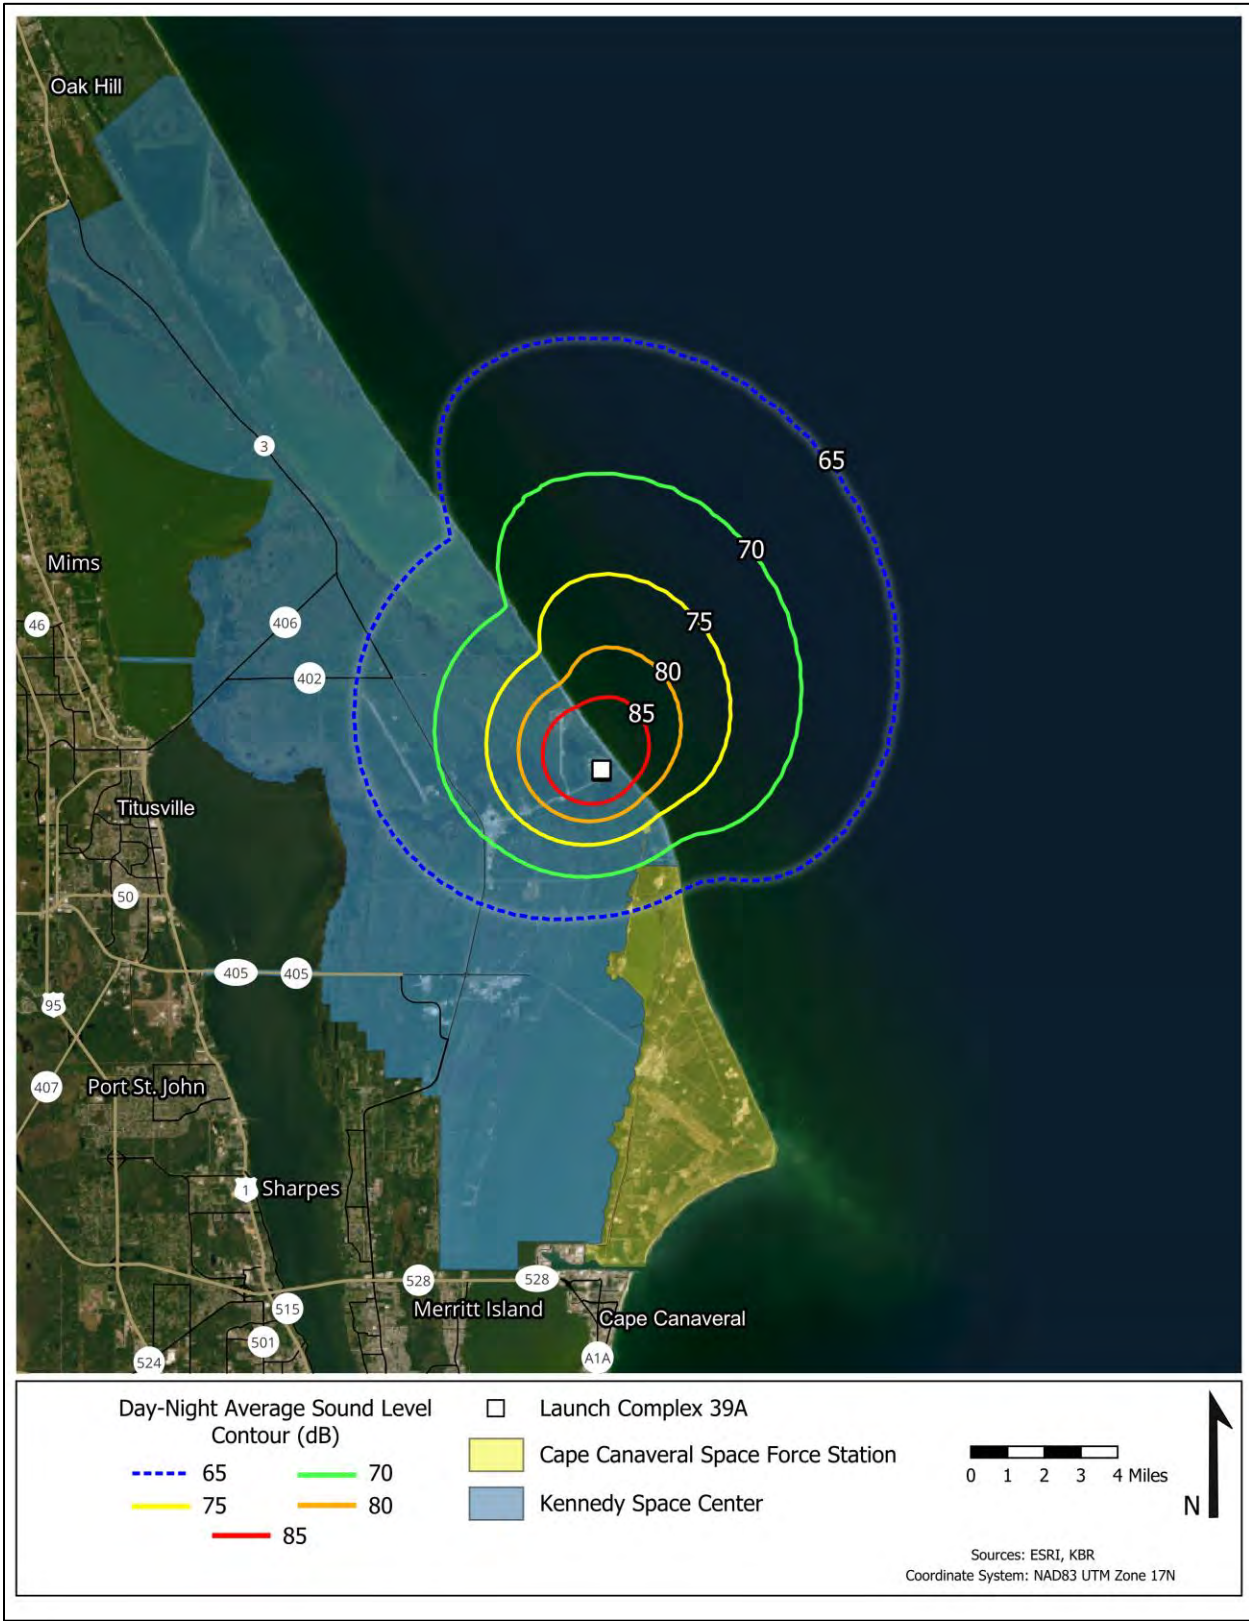 Oak Hill
3
65
70
Mims
75
406
46
80
402
85
Titusville
50
405
405
95
407
Port St. John
1
Sharpes
528
528
Merritt Island
515
Cape Canaveral
501
524
A1A
Day-Night Average Sound Level
Contour (dB)
65
70
75
80
85
Launch Complex 39A
Cape Canaveral Space Force Station
Kennedy Space Center
0 1 2 3 4 Miles
N
Sources: ESRI, KBR
Coordinate System: NAD83 UTM Zone 17N